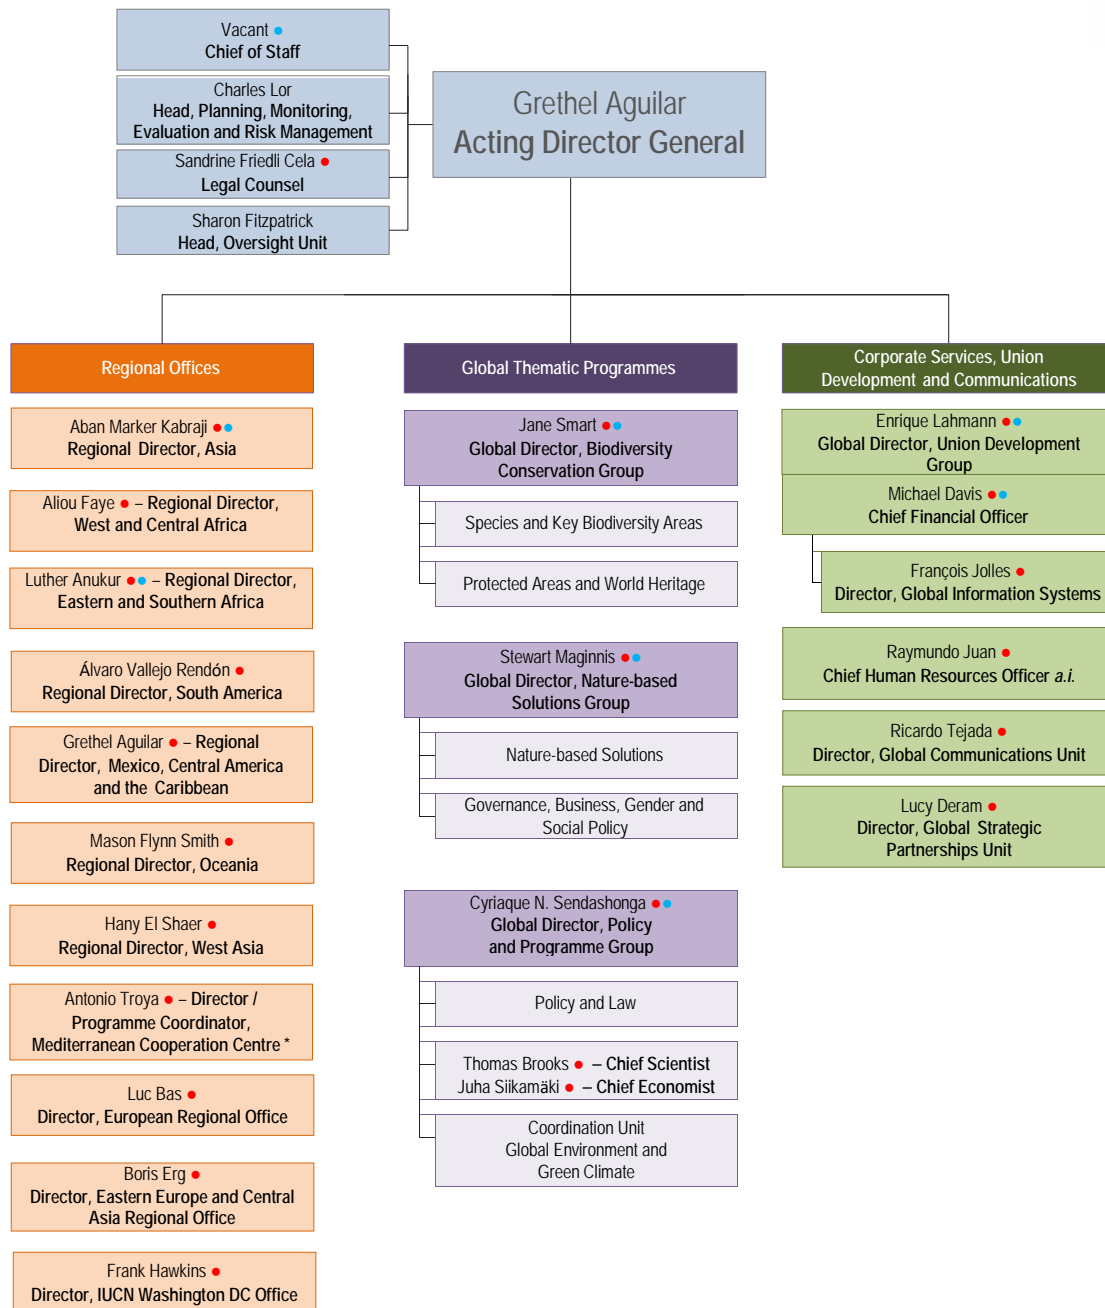 Vacant ●
Chief of Staff
Charles Lor
Head, Planning, Monitoring,
Evaluation and Risk Management
Sandrine Friedli Cela ●
Legal Counsel
Sharon Fitzpatrick
Head, Oversight Unit
Grethel Aguilar
Acting Director General
Regional Offices
Aban Marker Kabraji ●●
Regional Director, Asia
Aliou Faye ● – Regional Director,
West and Central Africa
Luther Anukur ●● – Regional Director,
Eastern and Southern Africa
Álvaro Vallejo Rendón ●
Regional Director, South America
Grethel Aguilar ● – Regional
Director, Mexico, Central America
and the Caribbean
Mason Flynn Smith ●
Regional Director, Oceania
Hany El Shaer ●
Regional Director, West Asia
Antonio Troya ● – Director /
Programme Coordinator,
Mediterranean Cooperation Centre *
Luc Bas ●
Director, European Regional Office
Boris Erg ●
Director, Eastern Europe and Central
Asia Regional Office
Frank Hawkins ●
Director, IUCN Washington DC Office
Global Thematic Programmes
Jane Smart ●●
Global Director, Biodiversity
Conservation Group
Species and Key Biodiversity Areas
Protected Areas and World Heritage
Stewart Maginnis ●●
Global Director, Nature-based
Solutions Group
Nature-based Solutions
Governance, Business, Gender and
Social Policy
Cyriaque N. Sendashonga ●●
Global Director, Policy
and Programme Group
Policy and Law
Thomas Brooks ● – Chief Scientist
Juha Siikamäki ● – Chief Economist
Coordination Unit
Global Environment and
Green Climate
Corporate Services, Union
Development and Communications
Enrique Lahmann ●●
Global Director, Union Development
Group
Michael Davis ●●
Chief Financial Officer
François Jolles ●
Director, Global Information Systems
Raymundo Juan ●
Chief Human Resources Officer a.i.
Ricardo Tejada ●
Director, Global Communications Unit
Lucy Deram ●
Director, Global Strategic
Partnerships Unit